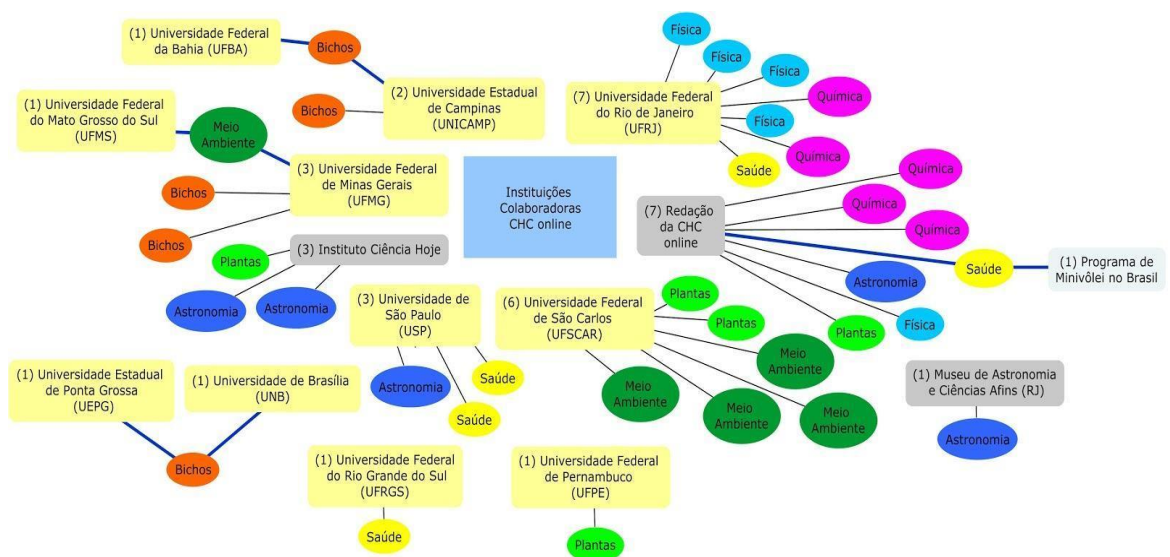 (1) Universidade Federal
da Bahia (UFBA)
Bichos
Bichos
(2) Universidade Estadual
de Campinas
(UNICAMP)
(1) Universidade Federal
do Mato Grosso do Sul
(UFMS)
Meio
Ambiente
(3) Universidade Federal
de Minas Gerais
(UFMG)
Bichos
Bichos
(3) Instituto Ciência Hoje
Plantas
Astronomia
Astronomia
(3) Universidade de
São Paulo
(USP)
Astronomia
Saúde
Saúde
(1) Universidade Estadual
de Ponta Grossa
(UEPG)
(1) Universidade de Brasília
(UNB)
Bichos
(1) Universidade Federal
do Rio Grande do Sul
(UFRGS)
Saúde
(1) Universidade Federal
de Pernambuco
(UFPE)
Plantas
Instituições
Colaboradoras
CHC online
(7) Universidade Federal
do Rio de Janeiro
(UFRJ)
Física
Física
Física
Química
Física
Química
Saúde
(7) Redação
da CHC
online
Química
Química
Química
Saúde
(1) Programa de
Minivôlei no Brasil
Astronomia
Física
Plantas
(6) Universidade Federal
de São Carlos
(UFSCAR)
Plantas
Plantas
Meio
Ambiente
Meio
Ambiente
Meio
Ambiente
Meio
Ambiente
(1) Museu de Astronomia
e Ciências Afins (RJ)
Astronomia